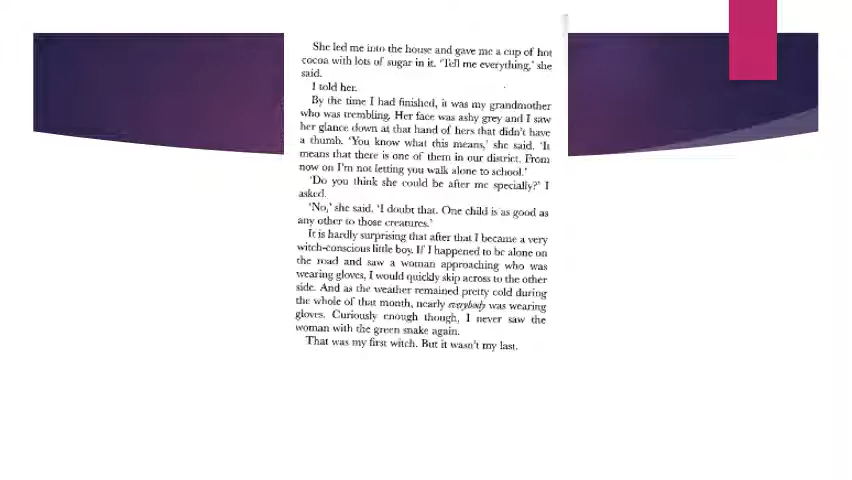 She led me into the house and gave me a cup of hot
cocoa with lots of sugar in it. 'Tell me everything,' she
said.
I told her.
By the time I had finished, it was my grandmother
who was trembling. Her face was ashy grey and I saw
her glance down at that hand of hers that didn't have
a thumb. 'You know what this means,' she said. 'It
means that there is one of them in our district. From
now on I'm not letting you walk alone to school.'
'Do you think she could be after me specially?' I
asked.
'No,' she said. 'I doubt that. One child is as good as
any other to those creatures.'
It is hardly surprising that after that I became a very
witch-conscious little boy. If I happened to be alone on
the road and saw a woman approaching who was
wearing gloves, I would quickly skip across to the other
side. And as the weather remained pretty cold during
the whole of that month, nearly everybody was wearing
gloves. Curiously enough though, I never saw the
woman with the green snake again.
That was my first witch. But it wasn't my last.